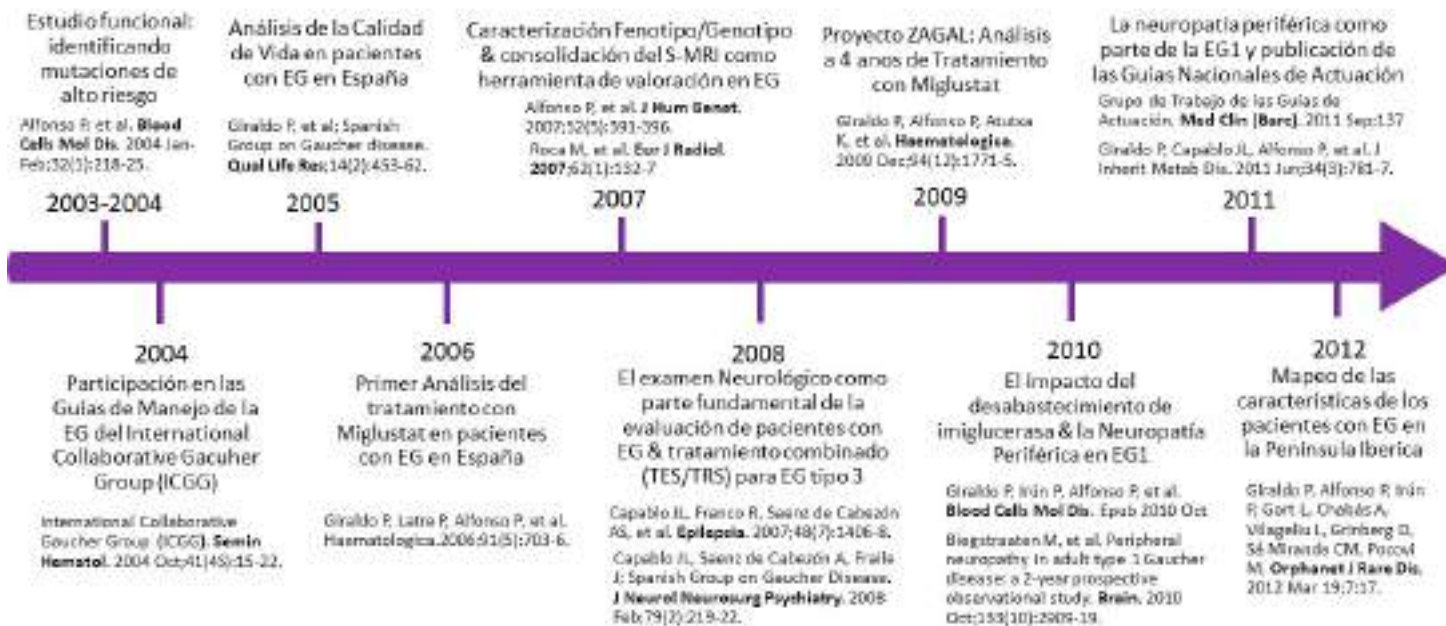 Estudio funcional:
identificando
mutaciones de
alto riesgo
Alfonso P, et al. Blood
Cells Mol Dis. 2004 Jan-
Feb;32(1):218-25.
2003-2004
Análisis de la Calidad
de Vida en pacientes
con EG en España
Giraldo P, et al; Spanish
Group on Gaucher disease.
Qual Life Res;14(2):453-62.
2005
Caracterización Fenotipo/Genotipo
& consolidación del S-MRI como
herramienta de valoración en EG
Alfonso P, et al. J Hum Genet.
2007;52(5):391-396.
Roca M, et al. Eur J Radiol.
2007;62(1):132-7
2007
Proyecto ZAGAL: Análisis
a 4 anos de Tratamiento
con Miglustat
Giraldo P, Alfonso P, Atutxa
K, et al. Haematologica.
2009 Dec;94(12):1771-5.
2009
La neuropatia periférica como
parte de la EG1 y publicación de
las Guias Nacionales de Actuación
Grupo de Trabajo de las Guias de
Actuación. Med Clin (Barc). 2011 Sep;137
Giraldo P, Capablo JL, Alfonso P, et al. J
Inherit Metab Dis. 2011 Jun;34(3):781-7.
2011
2004
Participación en las
Guias de Manejo de la
EG del International
Collaborative Gacuher
Group (ICGG)
International Collaborative
Gaucher Group (ICGG). Semin
Hematol. 2004 Oct;41(4S):15-22.
2006
Primer Análisis del
tratamiento con
Miglustat en pacientes
con EG en España
Giraldo P, Latre P, Alfonso P, et al.
Haematologica.2006;91(5):703-6.
2008
El examen Neurológico como
parte fundamental de la
evaluación de pacientes con
EG & tratamiento combinado
(TES/TRS) para EG tipo 3
Capablo JL, Franco R, Saenz de Cabezón
AS, et al. Epilepsia. 2007;48(7):1406-8.
Capablo JL, Saenz de Cabezón A, Fraile
J; Spanish Group on Gaucher Disease.
J Neurol Neurosurg Psychiatry. 2008
Feb;79(2):219-22.
2010
El impacto del
desabastecimiento de
imiglucerasa & la Neuropatía
Periférica en EG1
Giraldo P, Irún P, Alfonso P, et al.
Blood Cells Mol Dis. Epub 2010 Oct
Biegstraaten M, et al. Peripheral
neuropathy in adult type 1 Gaucher
disease: a 2-year prospective
observational study. Brain. 2010
Oct;133(10):2909-19.
2012
Mapeo de las
características de los
pacientes con EG en
la Península Iberica
Giraldo P, Alfonso P, Irún
P, Gort L, Chabás A,
Vilageliu L, Grinberg D,
Sá Miranda CM, Pocovi
M. Orphanet J Rare Dis.
2012 Mar 19;7:17.